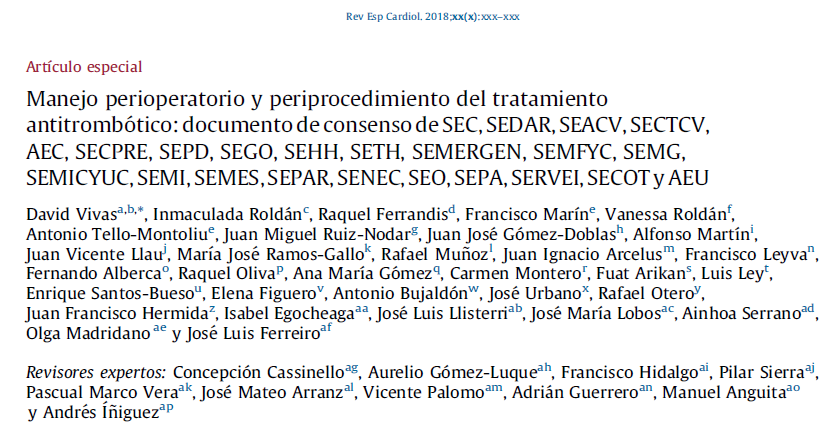 Rev Esp Cardiol. 2018;xx(x):xxx–xxx
Artículo especial
Manejo perioperatorio y periprocedimiento del tratamiento
antitrombótico: documento de consenso de SEC, SEDAR, SEACV, SECTCV,
AEC, SECPRE, SEPD, SEGO, SEHH, SETH, SEMERGEN, SEMFYC, SEMG,
SEMICYUC, SEMI, SEMES, SEPAR, SENEC, SEO, SEPA, SERVEI, SECOT y AEU
David Vivas a,b,*, Inmaculada Roldán c, Raquel Ferrandis d, Francisco Marín e, Vanessa Roldán f,
Antonio Tello-Montoliu e, Juan Miguel Ruiz-Nodar g, Juan José Gómez-Doblas h, Alfonso Martín i,
Juan Vicente Llau j, María José Ramos-Gallo k, Rafael Muñoz l, Juan Ignacio Arcelus m, Francisco Leyva n,
Fernando Alberca o, Raquel Oliva p, Ana María Gómez q, Carmen Montero r, Fuat Arikan s, Luis Ley t,
Enrique Santos-Bueso u, Elena Figuero v, Antonio Bujaldón w, José Urbano x, Rafael Otero y,
Juan Francisco Hermida z, Isabel Egocheaga aa, José Luis Llisterri ab, José María Lobos ac, Ainhoa Serrano ad,
Olga Madridano ae y José Luis Ferreiro af
Revisores expertos: Concepción Cassinello ag, Aurelio Gómez-Luque ah, Francisco Hidalgo ai, Pilar Sierra aj,
Pascual Marco Vera ak, José Mateo Arranz al, Vicente Palomo am, Adrián Guerrero an, Manuel Anguita ao
y Andrés Íñiguez ap